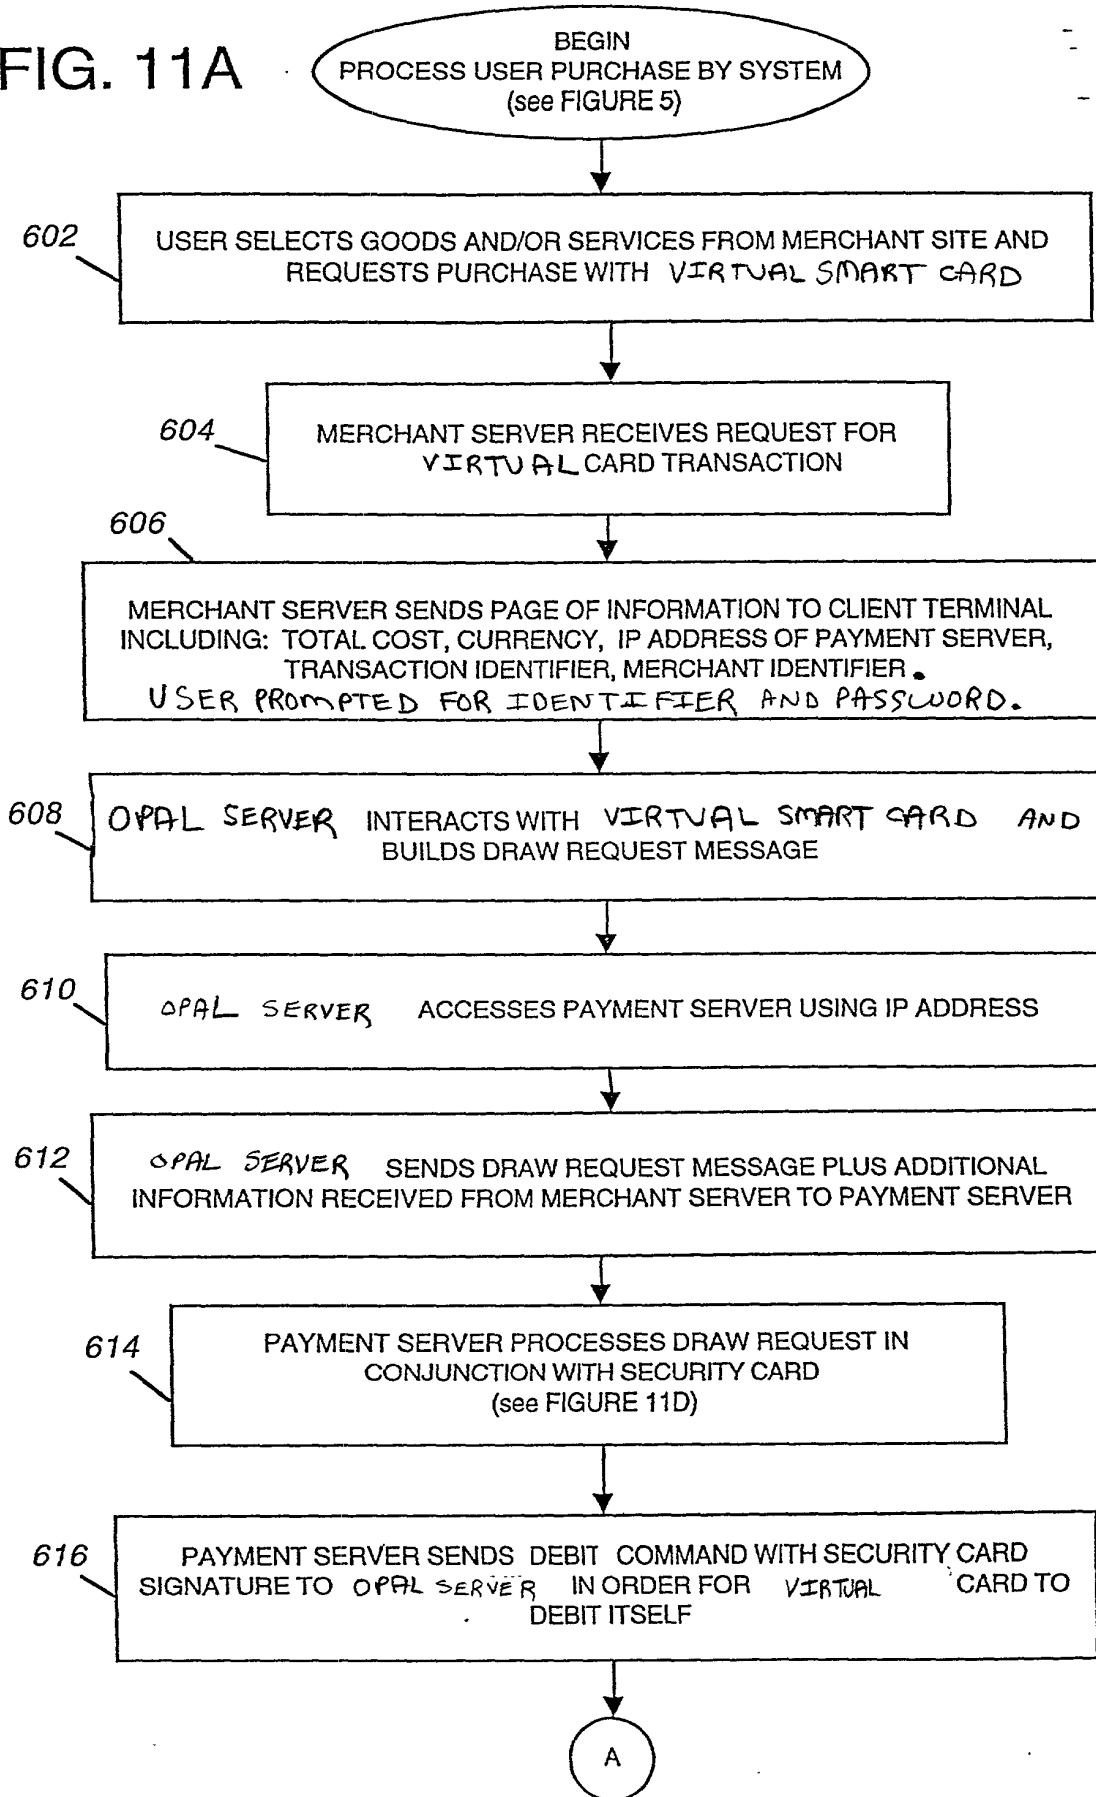 FIG. 11A
BEGIN
PROCESS USER PURCHASE BY SYSTEM
(see FIGURE 5)
602
USER SELECTS GOODS AND/OR SERVICES FROM MERCHANT SITE AND
REQUESTS PURCHASE WITH VIRTUAL SMART CARD
604
MERCHANT SERVER RECEIVES REQUEST FOR
VIRTUAL CARD TRANSACTION
606
MERCHANT SERVER SENDS PAGE OF INFORMATION TO CLIENT TERMINAL
INCLUDING: TOTAL COST, CURRENCY, IP ADDRESS OF PAYMENT SERVER,
TRANSACTION IDENTIFIER, MERCHANT IDENTIFIER.
USER PROMPTED FOR IDENTIFIER AND PASSWORD.
608
OPAL SERVER INTERACTS WITH VIRTUAL SMART CARD AND
BUILDS DRAW REQUEST MESSAGE
610
OPAL SERVER ACCESSES PAYMENT SERVER USING IP ADDRESS
612
OPAL SERVER SENDS DRAW REQUEST MESSAGE PLUS ADDITIONAL
INFORMATION RECEIVED FROM MERCHANT SERVER TO PAYMENT SERVER
614
PAYMENT SERVER PROCESSES DRAW REQUEST IN
CONJUNCTION WITH SECURITY CARD
(see FIGURE 11D)
616
PAYMENT SERVER SENDS DEBIT COMMAND WITH SECURITY CARD
SIGNATURE TO OPAL SERVER IN ORDER FOR VIRTUAL CARD TO
DEBIT ITSELF
A